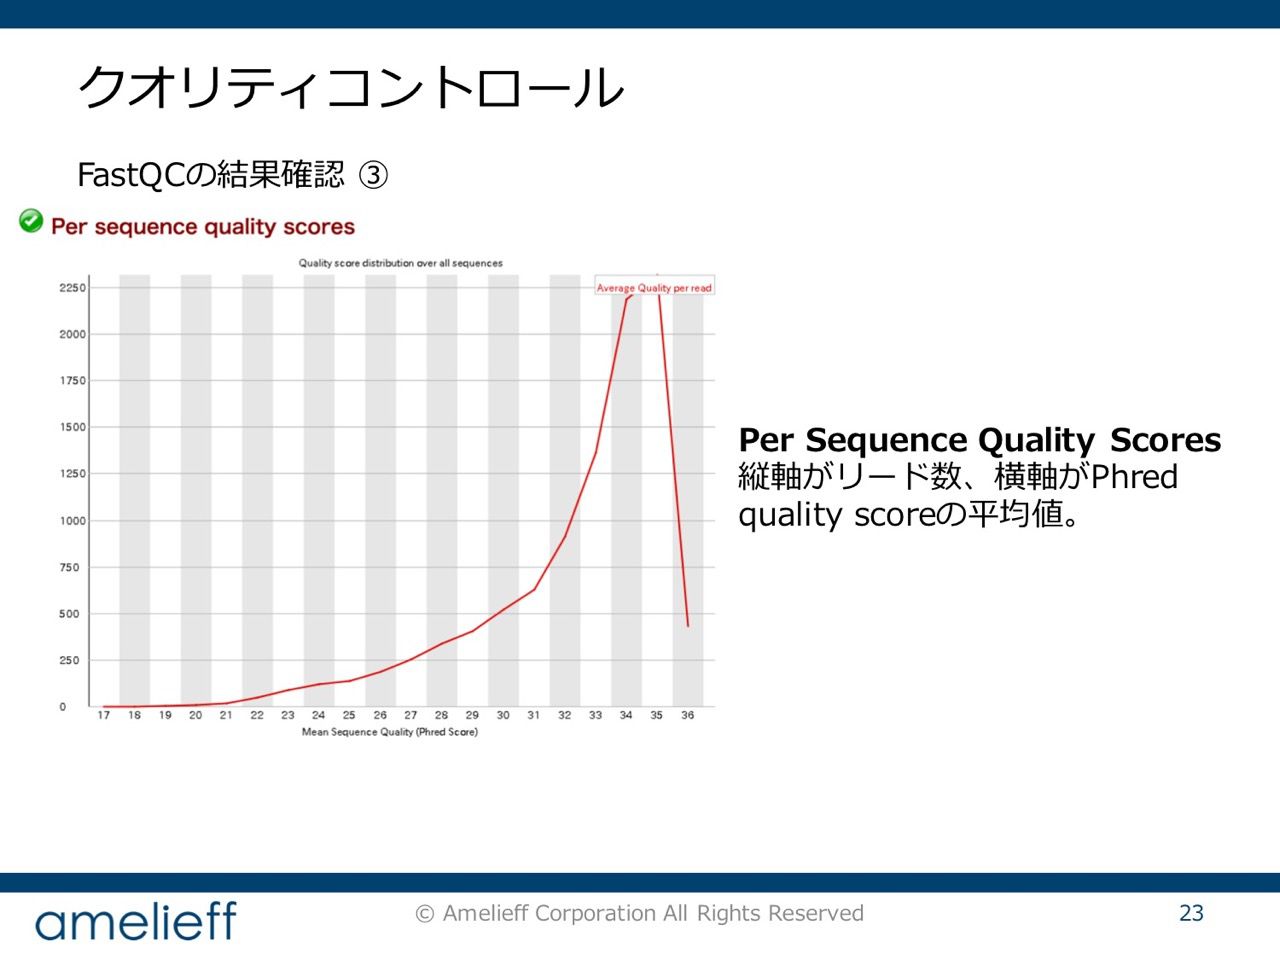 クオリティコントロール
FastQCの結果確認 ③
Per sequence quality scores
Quality score distribution over all sequences
Average Quality per read
2250
2000
1750
1500
1250
1000
750
500
250
0
17 18 19 20 21 22 23 24 25 26 27 28 29 30 31 32 33 34 35 36
Mean Sequence Quality (Phred Score)
Per Sequence Quality Scores
縦軸がリード数、横軸がPhred
quality scoreの平均値。
amelieff
© Amelieff Corporation All Rights Reserved
23